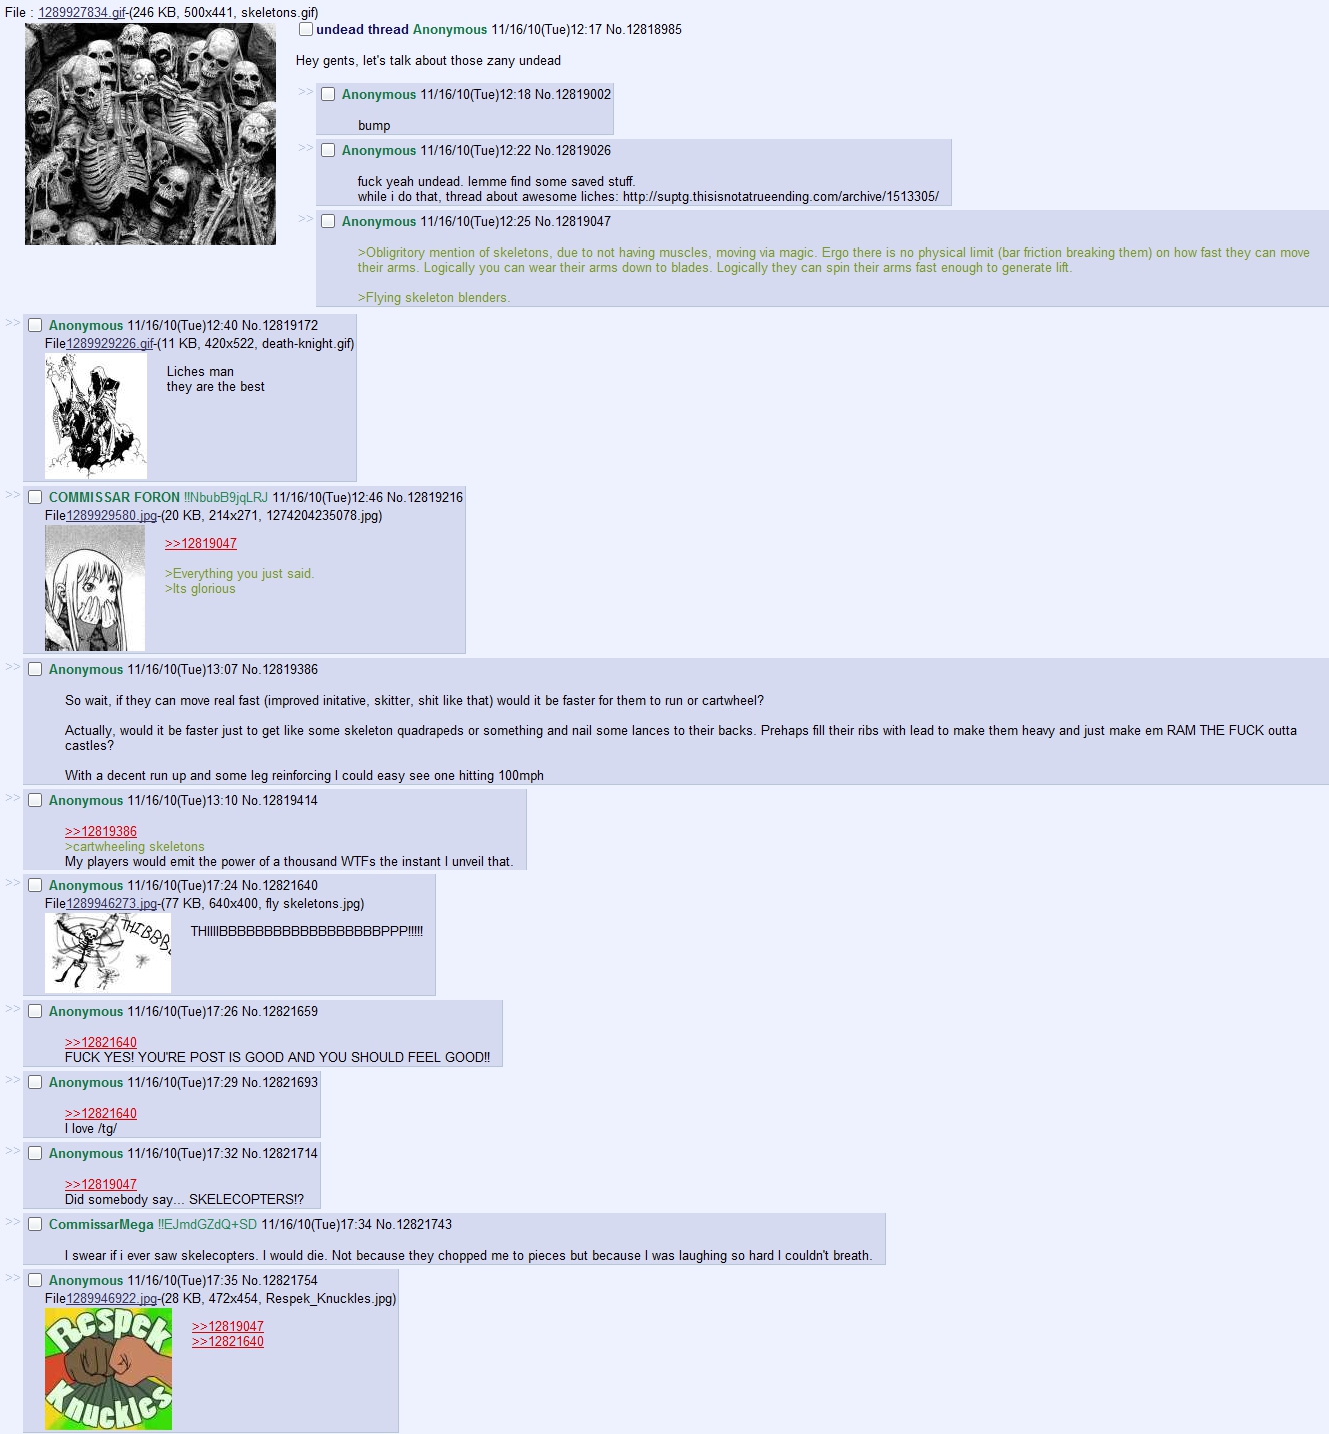 File : 1289927834.gif-(246 KB, 500x441, skeletons.gif)
undead thread Anonymous 11/16/10(Tue)12:17 No.12818985
Hey gents, let's talk about those zany undead
>> Anonymous 11/16/10(Tue)12:18 No.12819002
bump
>> Anonymous 11/16/10(Tue)12:22 No.12819026
fuck yeah undead. lemme find some saved stuff.
while i do that, thread about awesome liches: http://suptg.thisisnotatrueending.com/archive/1513305/
>> Anonymous 11/16/10(Tue)12:25 No.12819047
>Obligritory mention of skeletons, due to not having muscles, moving via magic. Ergo there is no physical limit (bar friction breaking them) on how fast they can move
their arms. Logically you can wear their arms down to blades. Logically they can spin their arms fast enough to generate lift.
>Flying skeleton blenders.
>> Anonymous 11/16/10(Tue)12:40 No.12819172
File1289929226.gif-(11 KB, 420x522, death-knight.gif)
Liches man
they are the best
>> COMMISSAR FORON !!NbubB9jqLRJ 11/16/10(Tue)12:46 No.12819216
File1289929580.jpg-(20 KB, 214x271, 1274204235078.jpg)
>>12819047
>Everything you just said.
>Its glorious
>> Anonymous 11/16/10(Tue)13:07 No.12819386
So wait, if they can move real fast (improved initative, skitter, shit like that) would it be faster for them to run or cartwheel?
Actually, would it be faster just to get like some skeleton quadrapeds or something and nail some lances to their backs. Prehaps fill their ribs with lead to make them heavy and just make em RAM THE FUCK outta
castles?
With a decent run up and some leg reinforcing I could easy see one hitting 100mph
>> Anonymous 11/16/10(Tue)13:10 No.12819414
>>12819386
>cartwheeling skeletons
My players would emit the power of a thousand WTFs the instant I unveil that.
>> Anonymous 11/16/10(Tue)17:24 No.12821640
File1289946273.jpg-(77 KB, 640x400, fly skeletons.jpg)
THIBBBL
THIIIIBBBBBBBBBBBBBBBBBBPPP!!!!!
>> Anonymous 11/16/10(Tue)17:26 No.12821659
>>12821640
FUCK YES! YOU'RE POST IS GOOD AND YOU SHOULD FEEL GOOD!!
>> Anonymous 11/16/10(Tue)17:29 No.12821693
>>12821640
I love /tg/
>> Anonymous 11/16/10(Tue)17:32 No.12821714
>>12819047
Did somebody say... SKELECOPTERS!?
>> CommissarMega !!EJmdGZdQ+SD 11/16/10(Tue)17:34 No.12821743
I swear if i ever saw skelecopters. I would die. Not because they chopped me to pieces but because I was laughing so hard I couldn't breath.
>> Anonymous 11/16/10(Tue)17:35 No.12821754
File1289946922.jpg-(28 KB, 472x454, Respek_Knuckles.jpg)
Respek
Knuckles
>>12819047
>>12821640